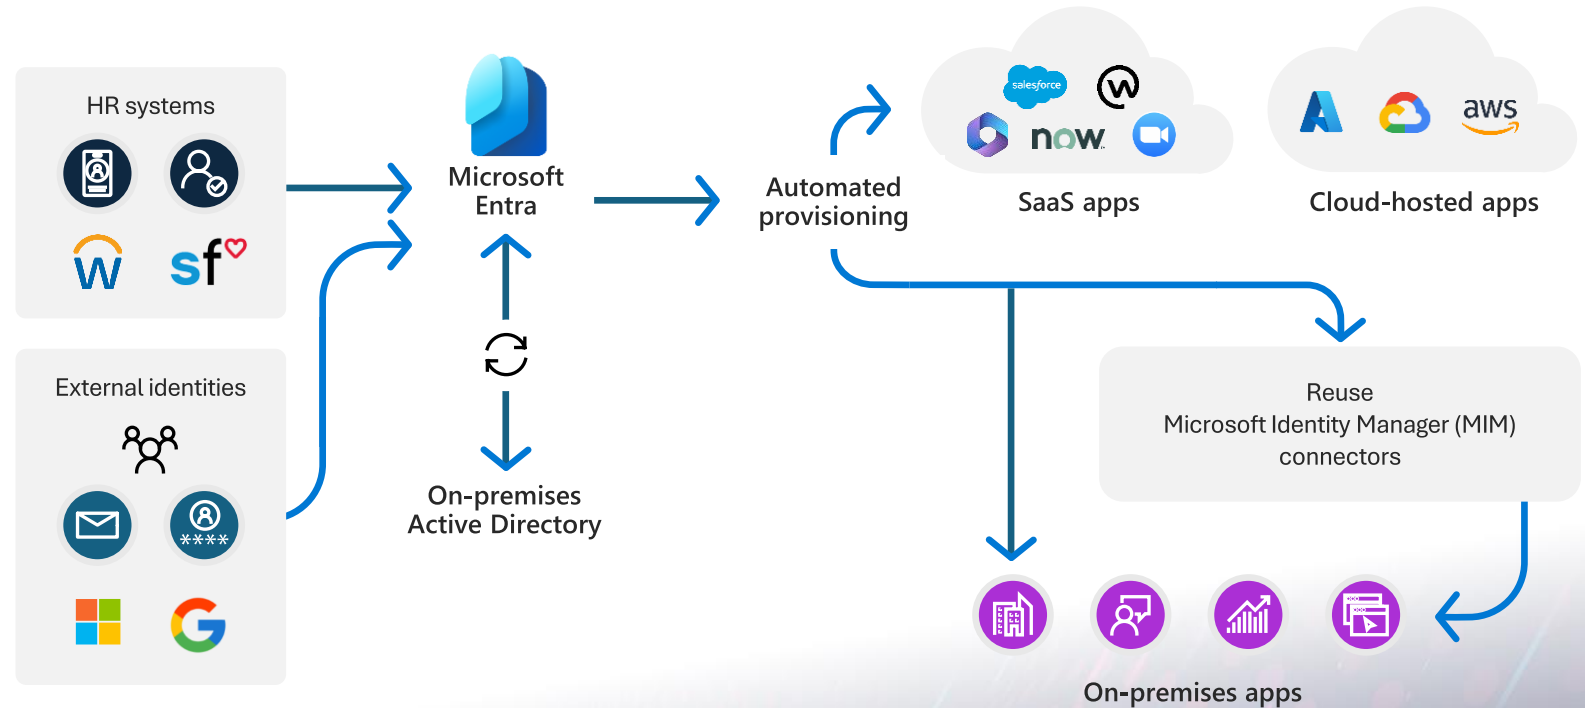 HR systems
W
sf
External identities
****
Microsoft
Entra
On-premises
Active Directory
Automated
provisioning
salesforce
W
now
SaaS apps
aws
Cloud-hosted apps
Reuse
Microsoft Identity Manager (MIM)
connectors
On-premises apps